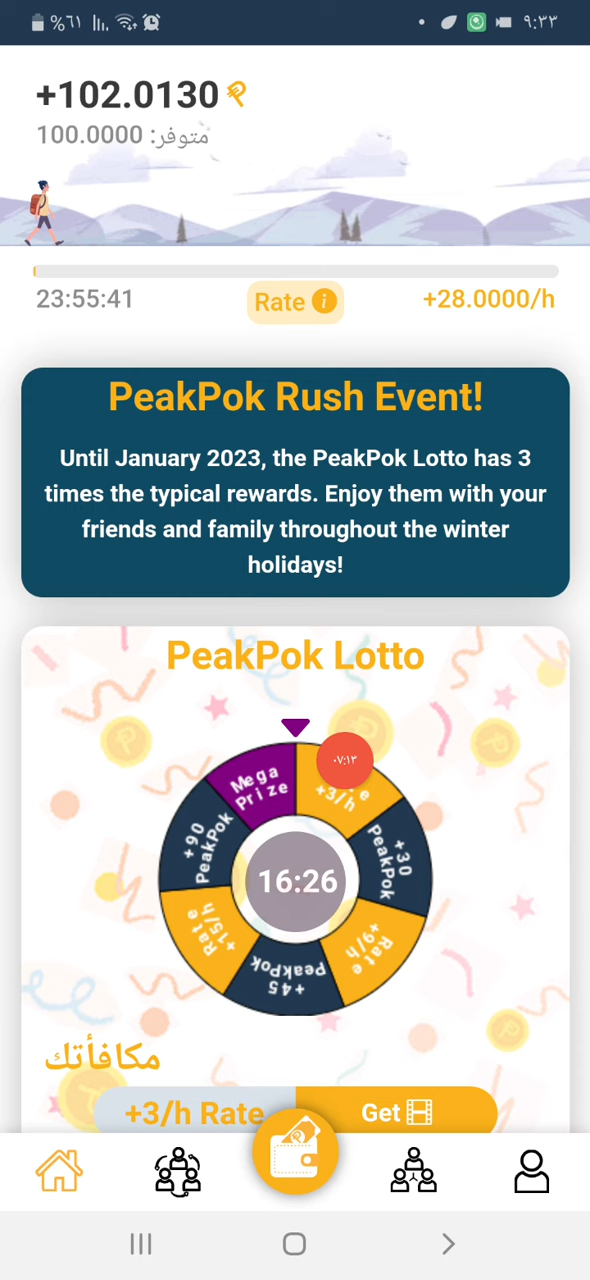 %٦١ ٩:٣٣
+102.0130
متوفر: 100.0000
23:55:41 Rate i +28.0000/h
PeakPok Rush Event!
Until January 2023, the PeakPok Lotto has 3
times the typical rewards. Enjoy them with your
friends and family throughout the winter
holidays!
PeakPok Lotto
٠٧:١٣
Mega
Prize
+3/h
+30
PeakPok
Rate
+9/h
+45
PeakPok
Rate
+15/h
+90
PeakPok
16:26
مكافأتك
+3/h Rate Get